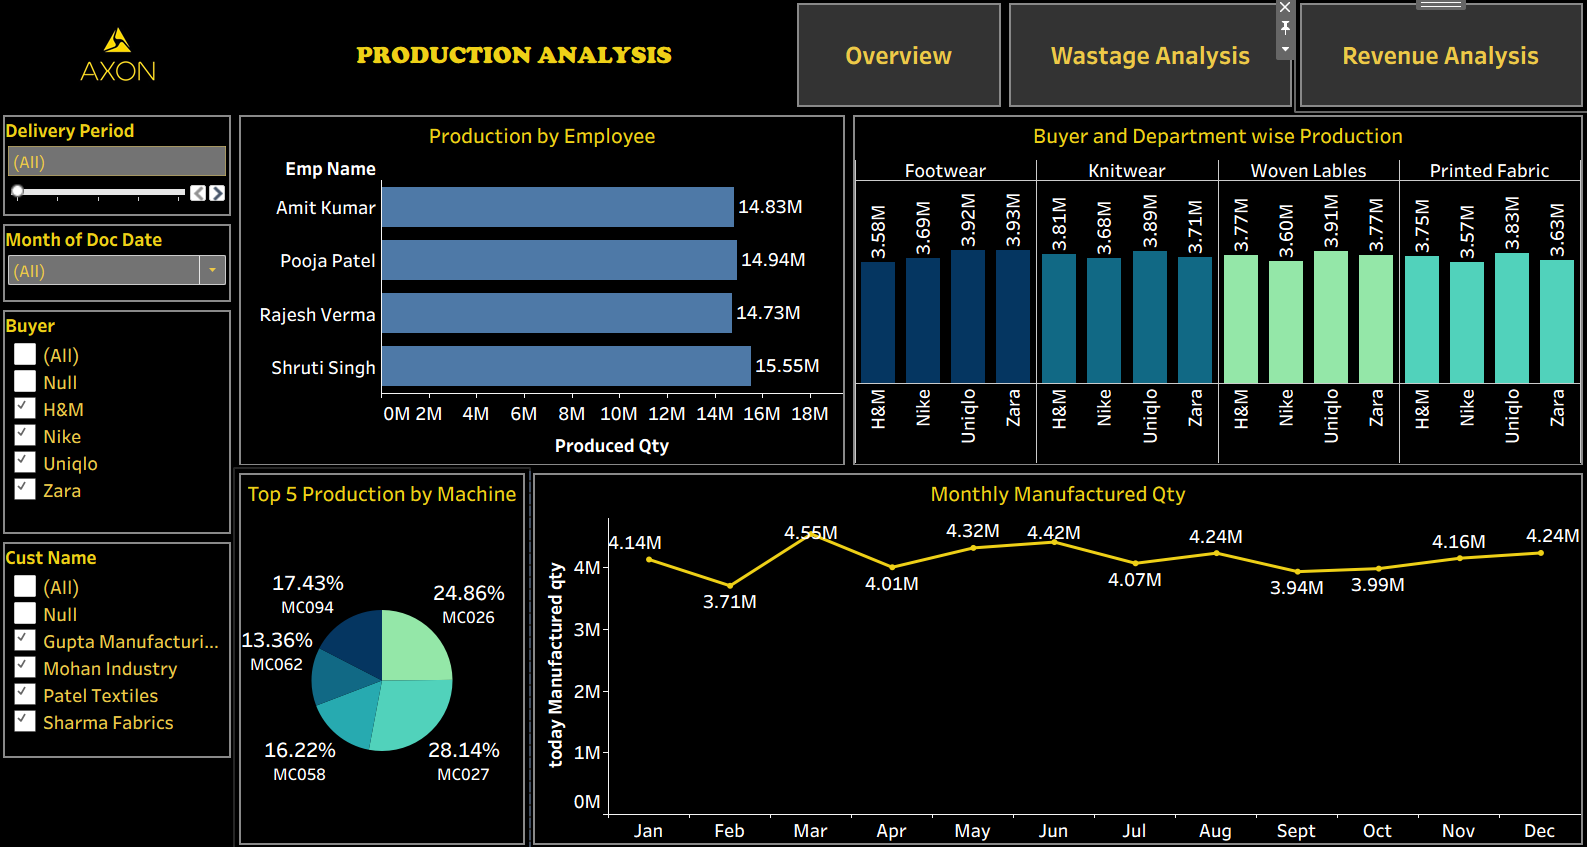 AXON
PRODUCTION ANALYSIS
Overview
Wastage Analysis
Revenue Analysis
Delivery Period
(All)
Month of Doc Date
(All)
Buyer
(All)
Null
H&M
Nike
Uniqlo
Zara
Cust Name
(All)
Null
Gupta Manufacturi...
Mohan Industry
Patel Textiles
Sharma Fabrics
Production by Employee
Emp Name
Amit Kumar 14.83M
Pooja Patel 14.94M
Rajesh Verma 14.73M
Shruti Singh 15.55M
0M 2M 4M 6M 8M 10M 12M 14M 16M 18M
Produced Qty
Buyer and Department wise Production
Footwear Knitwear Woven Lables Printed Fabric
3.58M 3.69M 3.92M 3.93M 3.81M 3.68M 3.89M 3.71M 3.77M 3.60M 3.91M 3.77M 3.75M 3.57M 3.83M 3.63M
H&M Nike Uniqlo Zara H&M Nike Uniqlo Zara H&M Nike Uniqlo Zara H&M Nike Uniqlo Zara
Top 5 Production by Machine
17.43%
MC094
24.86%
MC026
13.36%
MC062
16.22%
MC058
28.14%
MC027
Monthly Manufactured Qty
today Manufactured qty
4M
3M
2M
1M
0M
4.14M 3.71M 4.55M 4.01M 4.32M 4.42M 4.07M 4.24M 3.94M 3.99M 4.16M 4.24M
Jan Feb Mar Apr May Jun Jul Aug Sept Oct Nov Dec